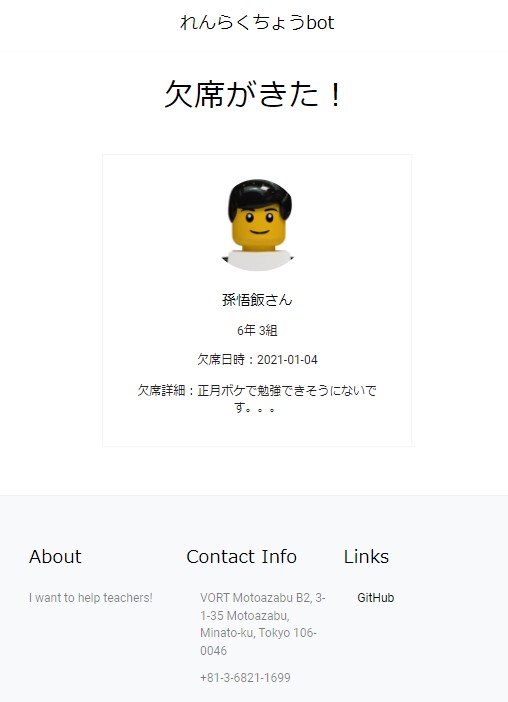 れんらくちょうbot
欠席がきた！
孫悟飯さん
6年 3組
欠席日時：2021-01-04
欠席詳細：正月ボケで勉強できそうにないで
す。。。
About
I want to help teachers!
Contact Info
VORT Motoazabu B2, 3-
1-35 Motoazabu,
Minato-ku, Tokyo 106-
0046
+81-3-6821-1699
Links
GitHub